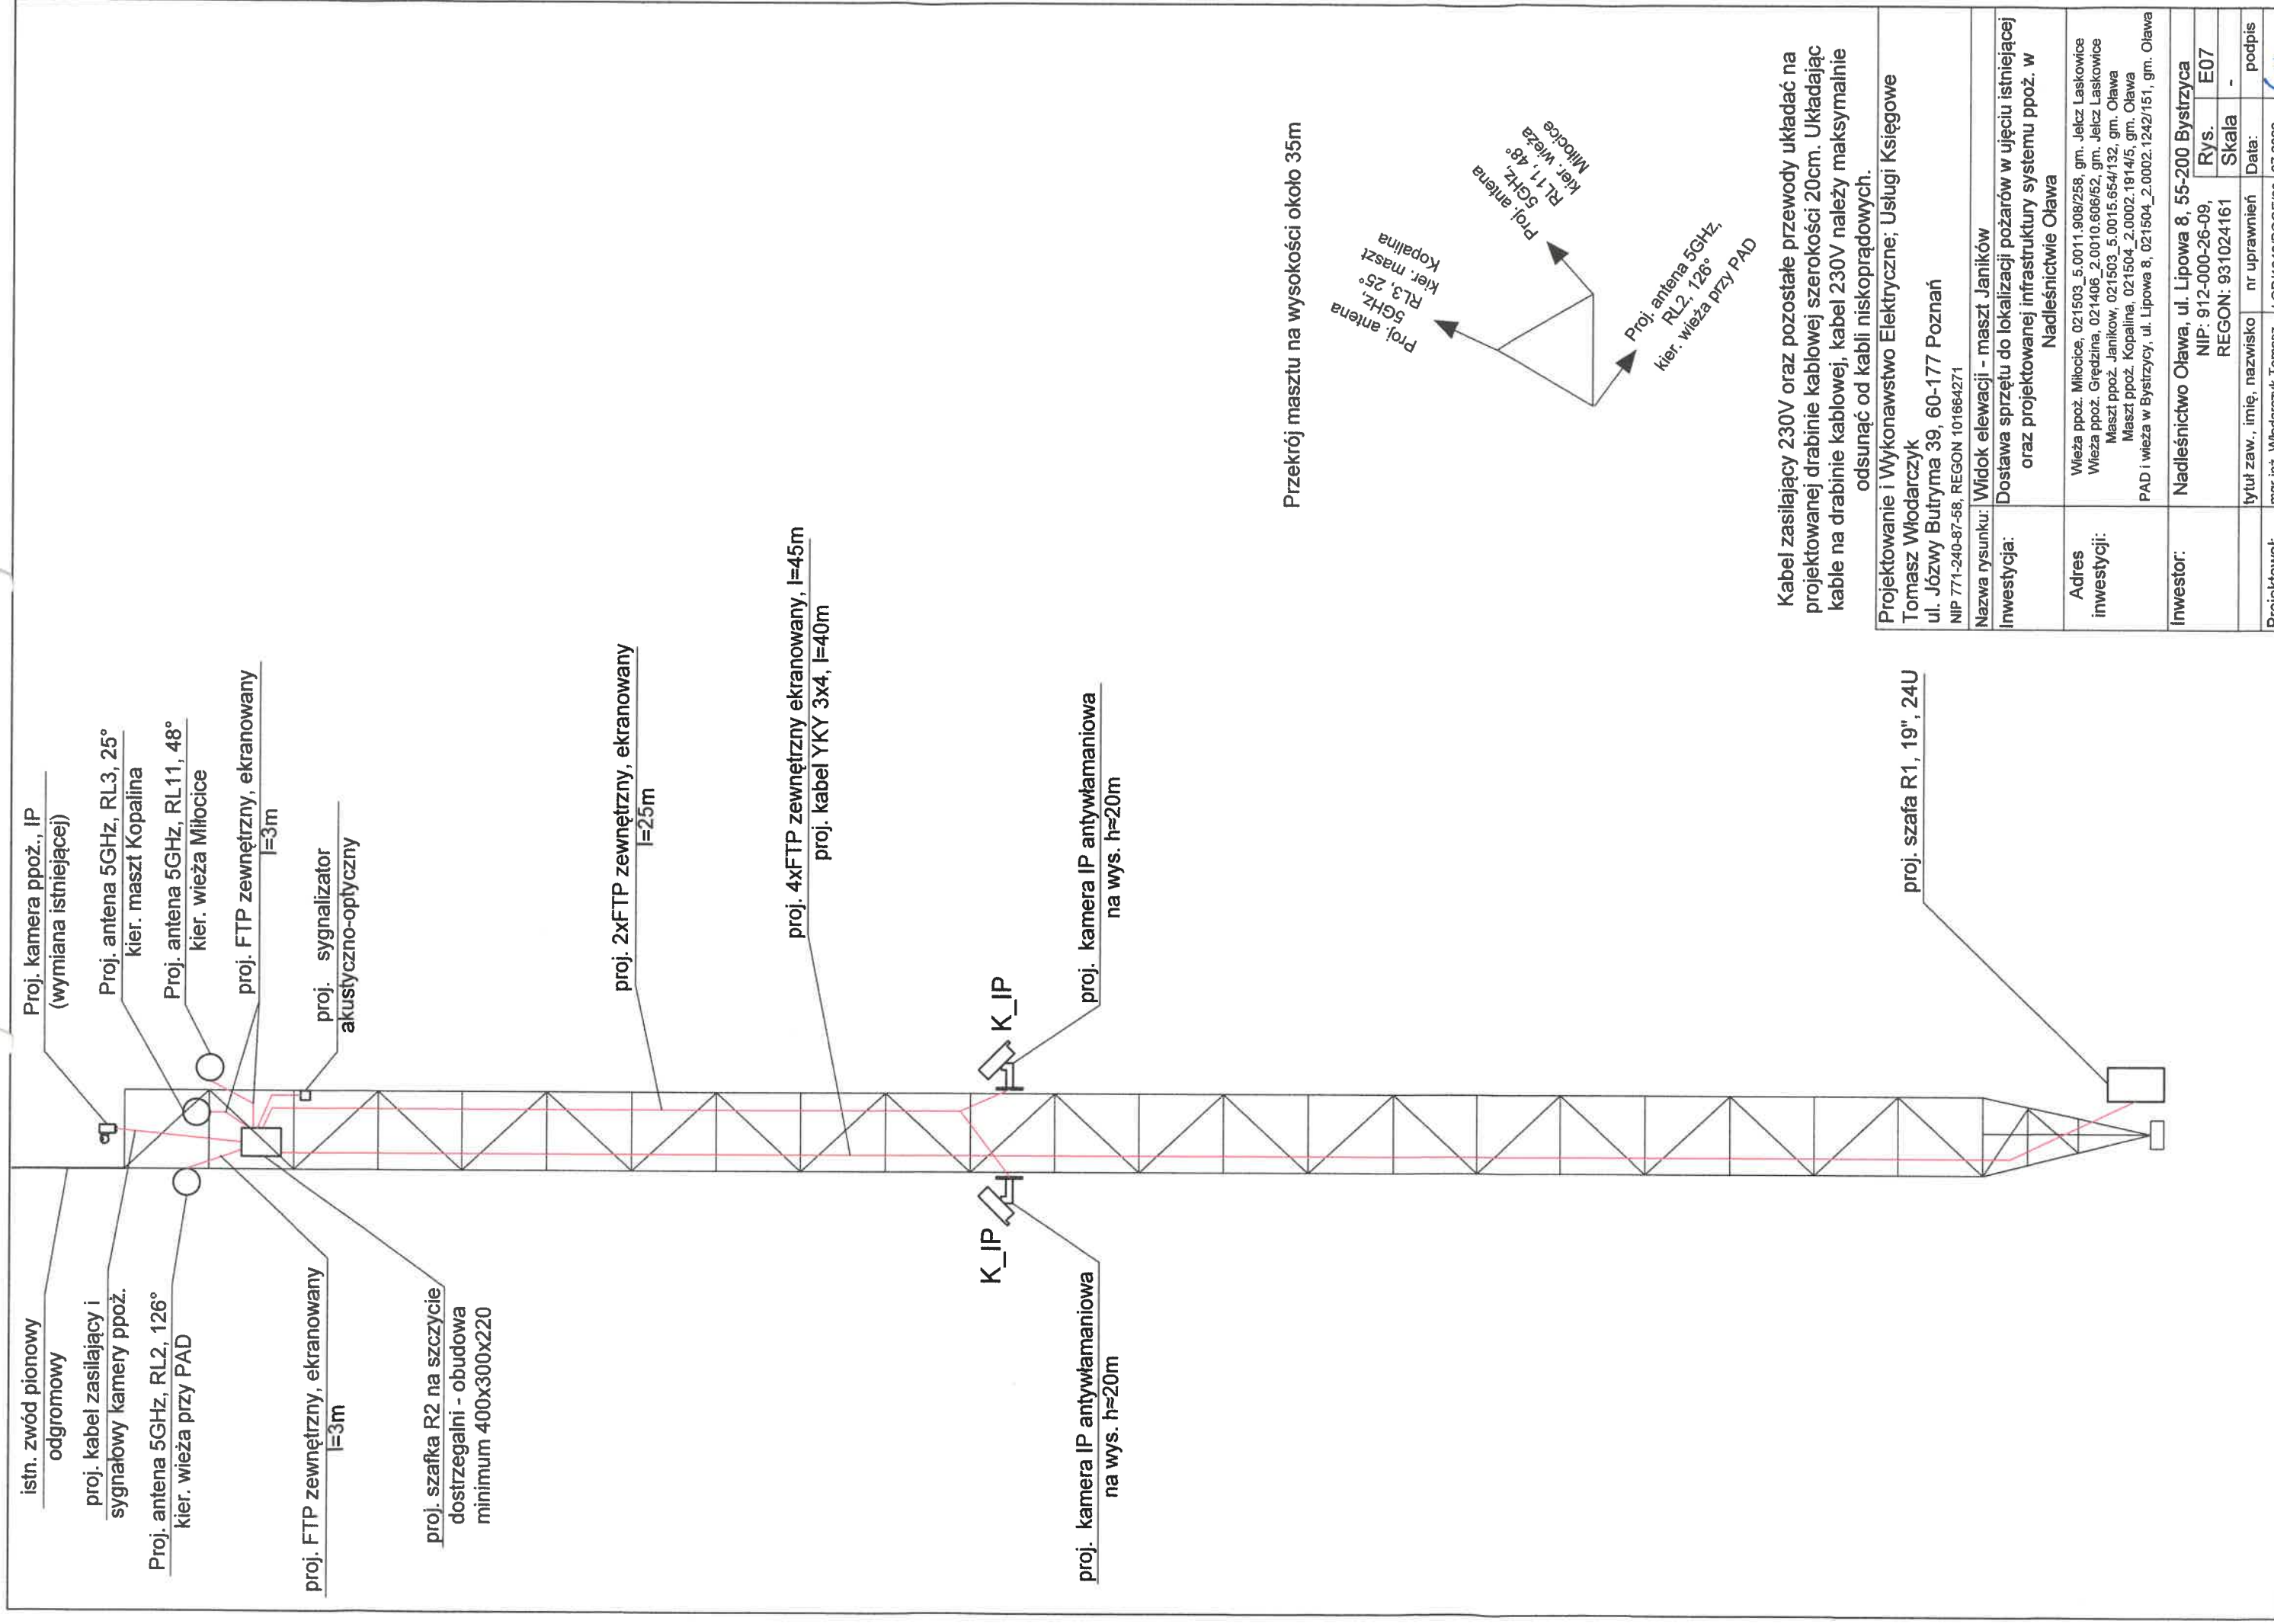 istn. zwód pionowy
odgromowy
proj. kabel zasilający i
sygnałowy kamery ppoż.
Proj. antena 5GHz, RL2, 126°
kier. wieża przy PAD
proj. FTP zewnętrzny, ekranowany
l=3m
proj. szafka R2 na szczycie
dostrzegalni - obudowa
minimum 400x300x220
Proj. kamera ppoż., IP
(wymiana istniejącej)
Proj. antena 5GHz, RL3, 25°
kier. maszt Kopalina
Proj. antena 5GHz, RL11, 48°
kier. wieża Miłocice
proj. FTP zewnętrzny, ekranowany
l=3m
proj. sygnalizator
akustyczno-optyczny
proj. 2xFTP zewnętrzny, ekranowany
l=25m
proj. 4xFTP zewnętrzny ekranowany, l=45m
proj. kabel YKY 3x4, l=40m
K_IP
K_IP
proj. kamera IP antywłamaniowa
na wys. h≈20m
proj. kamera IP antywłamaniowa
na wys. h≈20m
proj. szafa R1, 19", 24U
Przekrój masztu na wysokości około 35m
Proj. antena
5GHz,
RL3, 25°
kier. maszt
Kopalina
Proj. antena
5GHz,
RL11, 48°
kier. wieża
Miłocice
Proj. antena 5GHz,
RL2, 126°
kier. wieża przy PAD
Kabel zasilający 230V oraz pozostałe przewody układać na
projektowanej drabinie kablowej szerokości 20cm. Układając
kable na drabinie kablowej, kabel 230V należy maksymalnie
odsunąć od kabli niskoprądowych.
Projektowanie i Wykonawstwo Elektryczne; Usługi Księgowe
Tomasz Włodarczyk
ul. Józwy Butryma 39, 60-177 Poznań
NIP 771-240-87-58, REGON 101664271
Nazwa rysunku: Widok elewacji - maszt Janików
Inwestycja: Dostawa sprzętu do lokalizacji pożarów w ujęciu istniejącej
oraz projektowanej infrastruktury systemu ppoż. w
Nadleśnictwie Oława
Adres
inwestycji:
Wieża ppoż. Miłocice, 021503_5.0011.908/258, gm. Jelcz Laskowice
Wieża ppoż. Grędzina, 021406_2.0010.606/52, gm. Jelcz Laskowice
Maszt ppoż. Janikow, 021503_5.0015.654/132, gm. Oława
Maszt ppoż. Kopalina, 021504_2.0002.1914/5, gm. Oława
PAD i wieża w Bystrzycy, ul. Lipowa 8, 021504_2.0002.1242/151, gm. Oława
Inwestor: Nadleśnictwo Oława, ul. Lipowa 8, 55-200 Bystrzyca
NIP: 912-000-26-09, Rys. E07
REGON: 931024161 Skala -
tytuł zaw., imię, nazwisko nr uprawnień Data: podpis